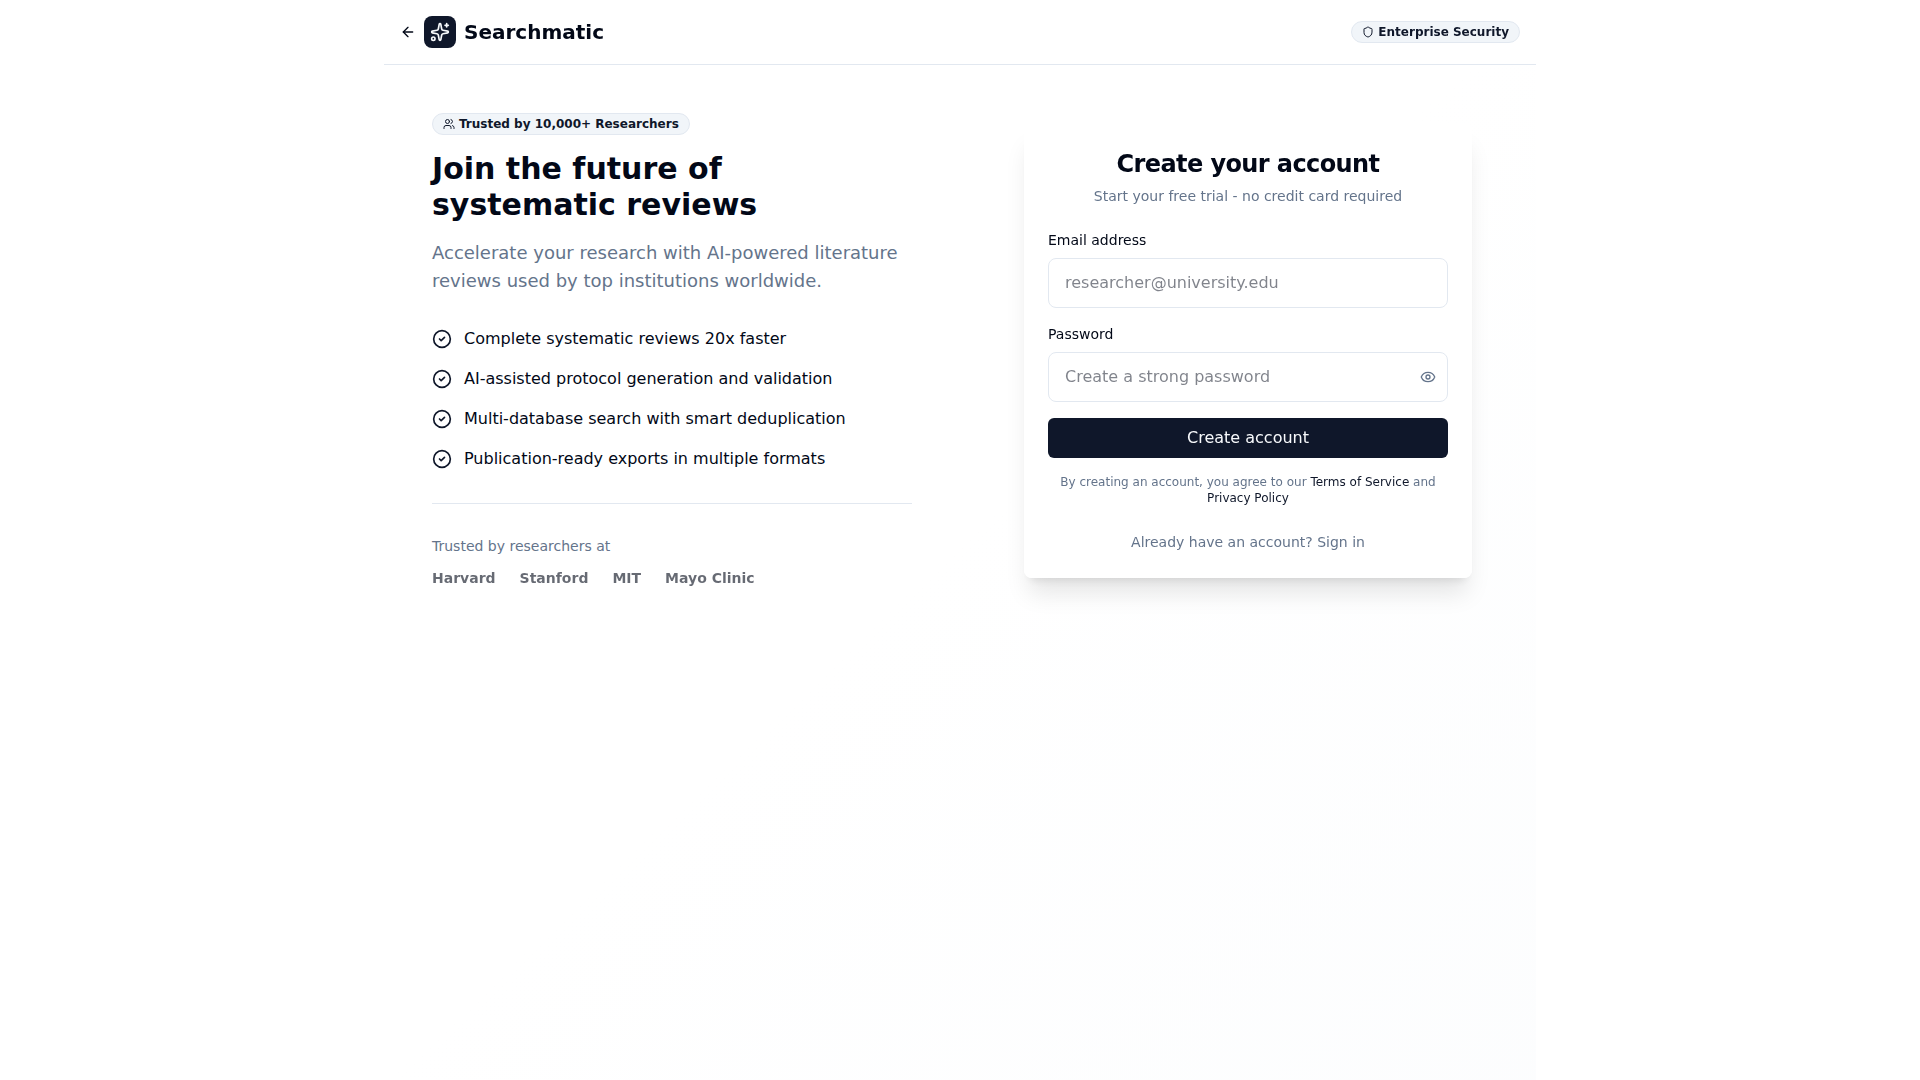 Searchmatic
Enterprise Security
Trusted by 10,000+ Researchers
Join the future of
systematic reviews
Accelerate your research with AI-powered literature
reviews used by top institutions worldwide.
Complete systematic reviews 20x faster
AI-assisted protocol generation and validation
Multi-database search with smart deduplication
Publication-ready exports in multiple formats
Trusted by researchers at
Harvard Stanford MIT Mayo Clinic
Create your account
Start your free trial - no credit card required
Email address
researcher@university.edu
Password
Create a strong password
Create account
By creating an account, you agree to our Terms of Service and
Privacy Policy
Already have an account? Sign in